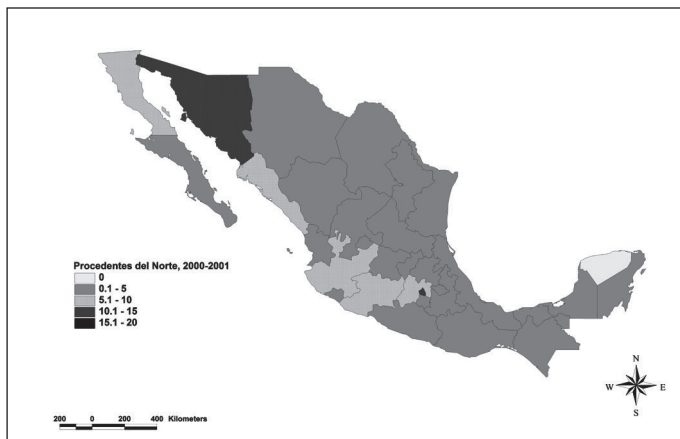 Procedentes del Norte, 2000-2001
0
0.1 - 5
5.1 - 10
10.1 - 15
15.1 - 20
N
W E
S
200 0 200 400 Kilometers